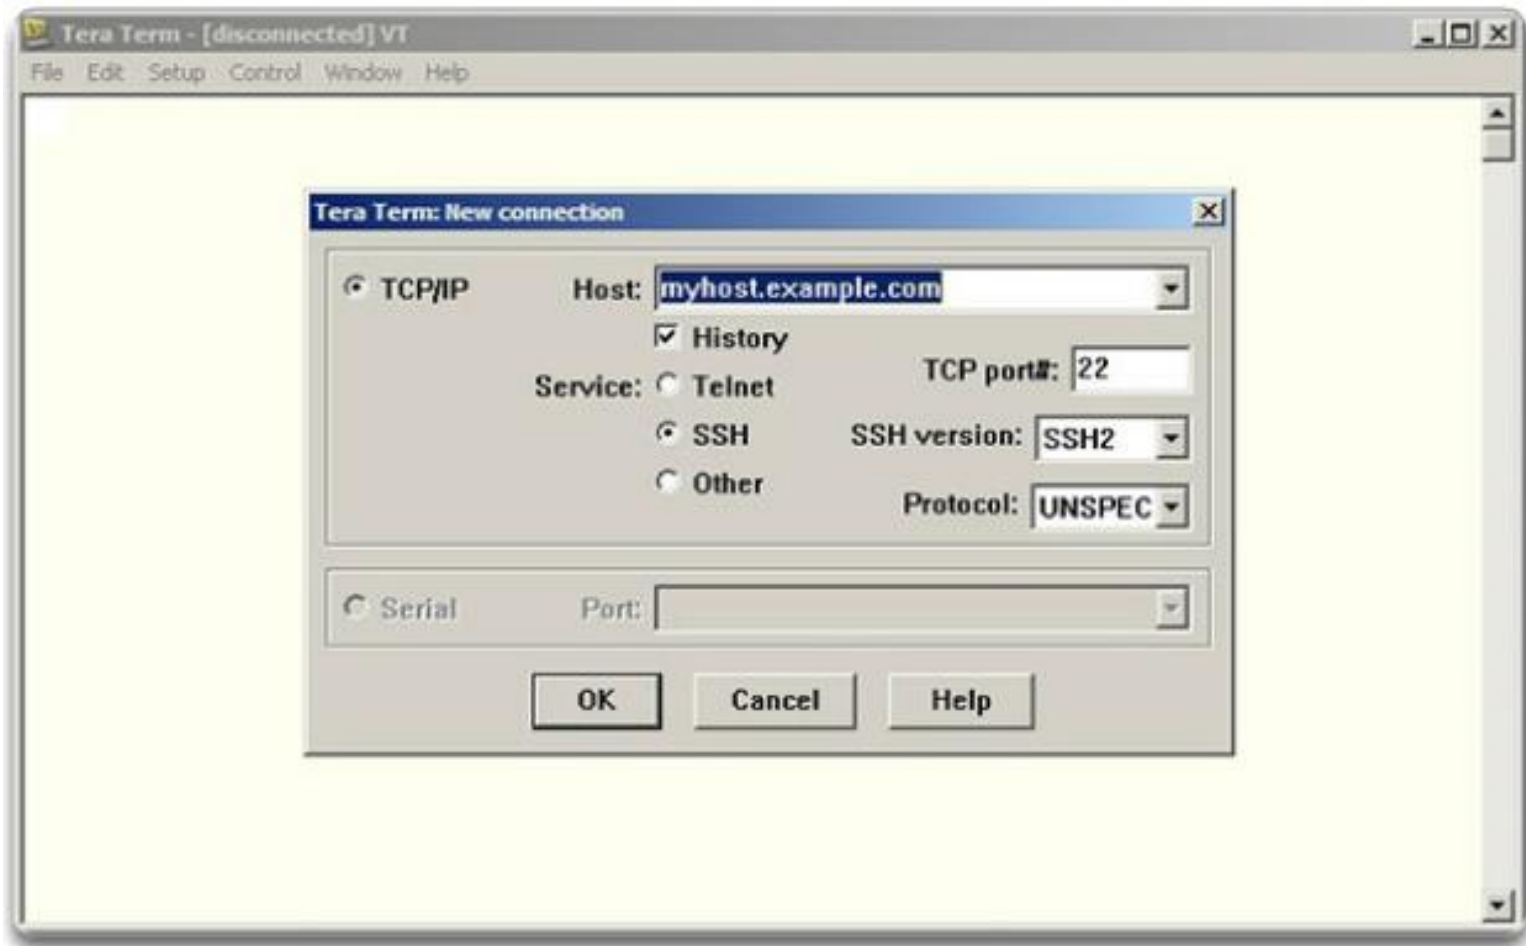 Tera Term - [disconnected] VT
File Edit Setup Control Window Help
Tera Term: New connection
TCP/IP Host: myhost.example.com
History
TCP port#: 22
Service: Telnet
SSH SSH version: SSH2
Other
Protocol: UNSPEC
Serial Port:
OK Cancel Help